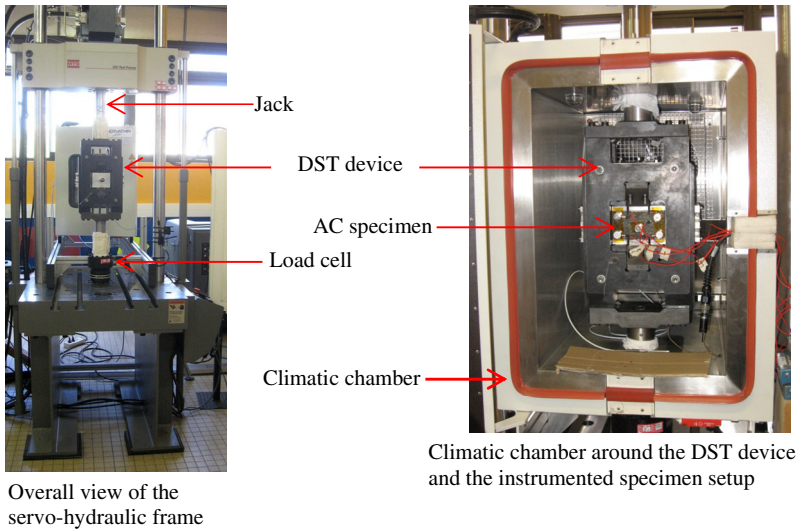 Jack
DST device
AC specimen
Load cell
Climatic chamber
Climatic chamber around the DST device
and the instrumented specimen setup
Overall view of the
servo-hydraulic frame